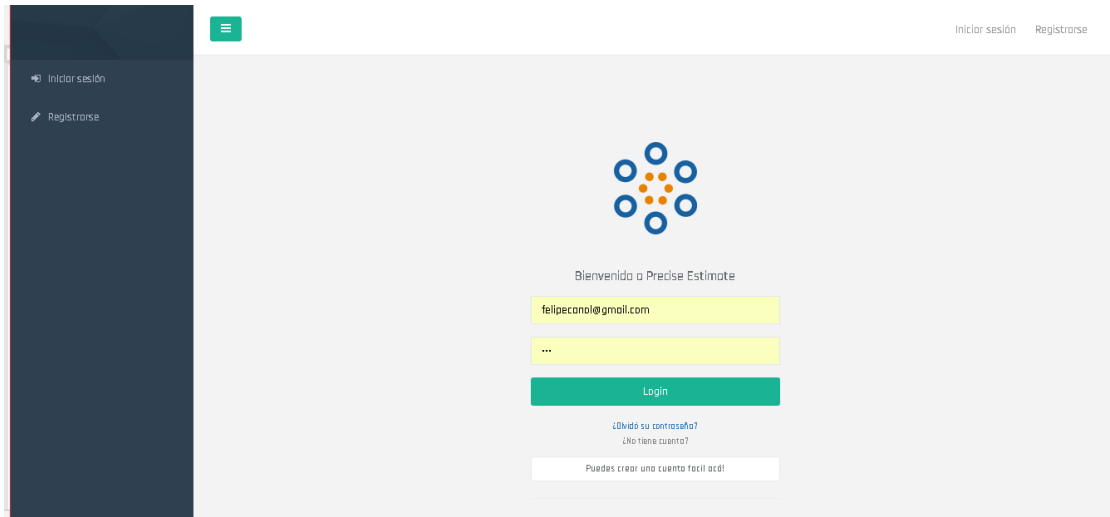 Iniciar sesión
Registrarse
Iniciar sesión
Registrarse
Bienvenido a Precise Estimate
felipecanol@gmail.com
•••
Login
¿Olvidó su contraseña?
¿No tiene cuenta?
Puedes crear una cuenta facil acá!